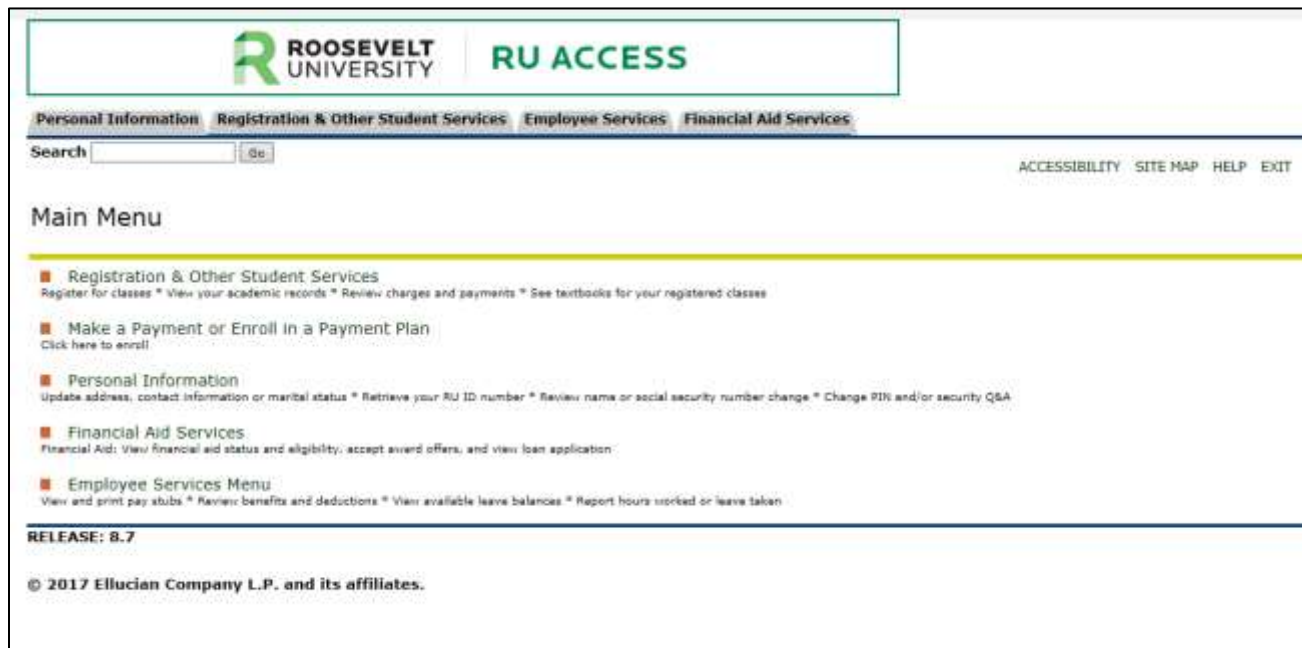 ROOSEVELT
UNIVERSITY
RU ACCESS
Personal Information Registration & Other Student Services Employee Services Financial Aid Services
Search Go
ACCESSIBILITY SITE MAP HELP EXIT
Main Menu
Registration & Other Student Services
Register for classes * View your academic records * Review charges and payments * See textbooks for your registered classes
Make a Payment or Enroll in a Payment Plan
Click here to enroll
Personal Information
Update address, contact information or marital status * Retrieve your RU ID number * Review name or social security number change * Change PIN and/or security Q&A
Financial Aid Services
Financial Aid: View financial aid status and eligibility, accept award offers, and view loan application
Employee Services Menu
View and print pay stubs * Review benefits and deductions * View available leave balances * Report hours worked or leave taken
RELEASE: 8.7
© 2017 Ellucian Company L.P. and its affiliates.